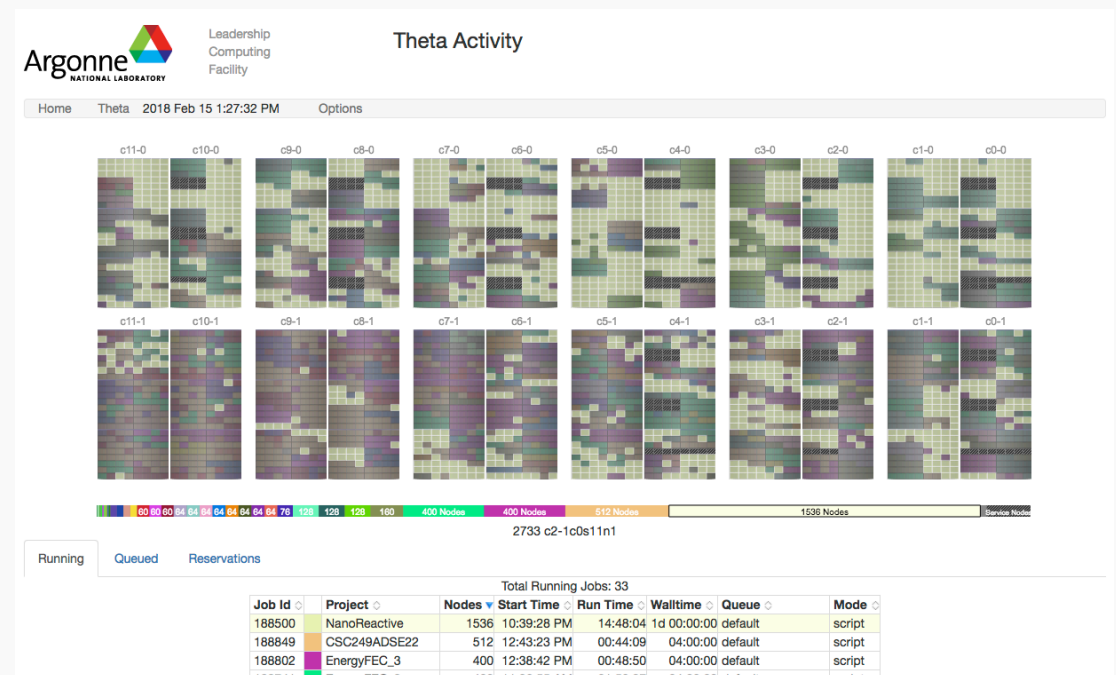 Argonne
NATIONAL LABORATORY
Leadership
Computing
Facility
Theta Activity
Home Theta 2018 Feb 15 1:27:32 PM Options
c11-0 c10-0 c9-0 c8-0 c7-0 c6-0 c5-0 c4-0 c3-0 c2-0 c1-0 c0-0
c11-1 c10-1 c9-1 c8-1 c7-1 c6-1 c5-1 c4-1 c3-1 c2-1 c1-1 c0-1
60 60 60 64 64 64 64 64 64 64 64 64 76 128 128 128 160 400 Nodes 400 Nodes 512 Nodes 1536 Nodes Service Nodes
2733 c2-1c0s11n1
Running Queued Reservations
Total Running Jobs: 33
Job Id Project Nodes Start Time Run Time Walltime Queue Mode
188500 NanoReactive 1536 10:39:28 PM 14:48:04 1d 00:00:00 default script
188849 CSC249ADSE22 512 12:43:23 PM 00:44:09 04:00:00 default script
188802 EnergyFEC_3 400 12:38:42 PM 00:48:50 04:00:00 default script